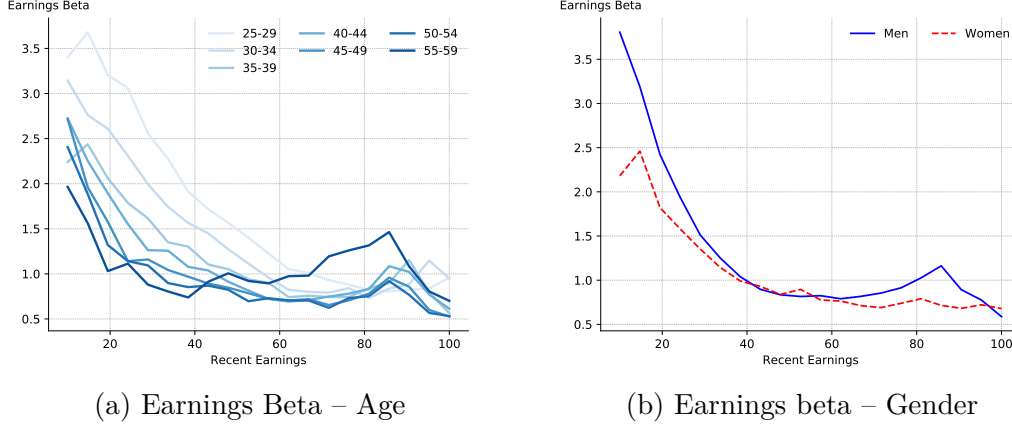 Earnings Beta
3.5
3.0
2.5
2.0
1.5
1.0
0.5
20 40 60 80 100
Recent Earnings
25-29 40-44 50-54
30-34 45-49 55-59
35-39
(a) Earnings Beta – Age
Earnings Beta
3.5
3.0
2.5
2.0
1.5
1.0
0.5
20 40 60 80 100
Recent Earnings
Men Women
(b) Earnings beta – Gender